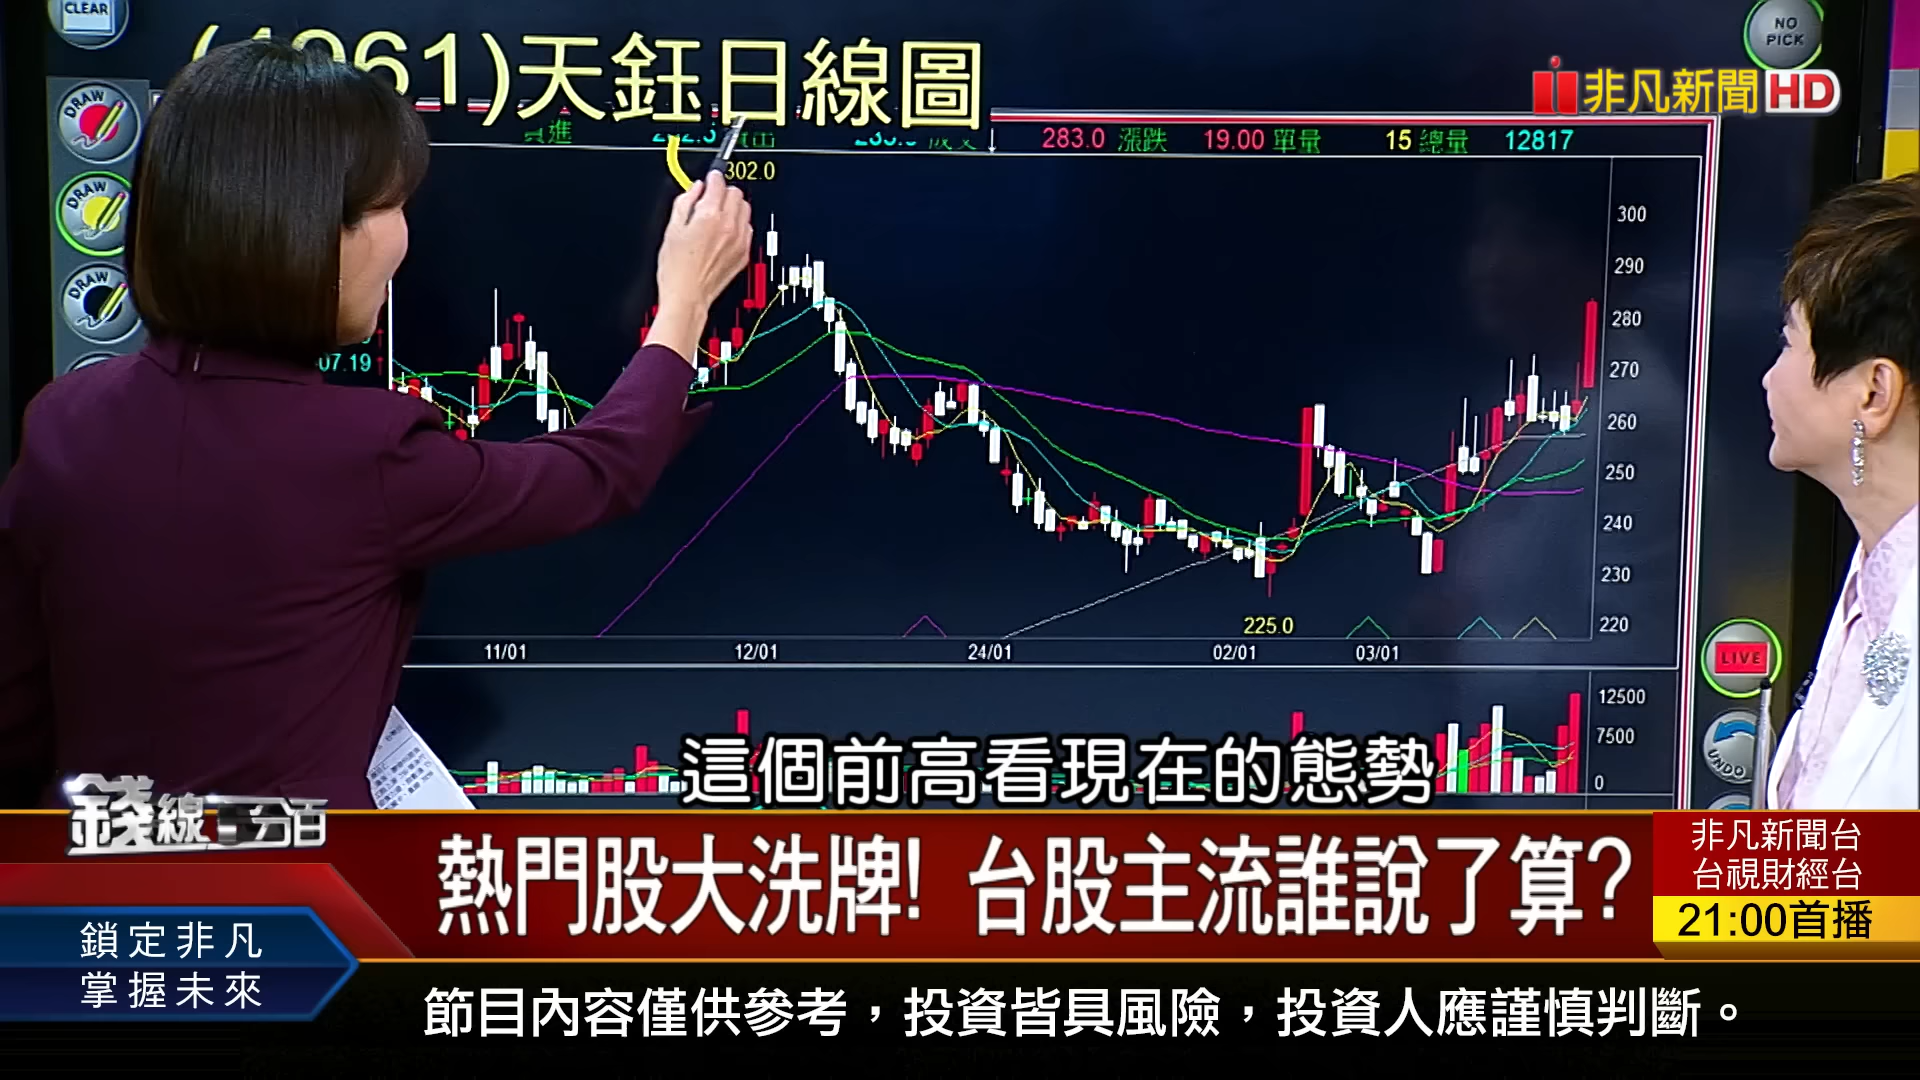 CLEAR
NO
PICK
961)天鈺日線圖
非凡新聞HD
283.0 漲跌 19.00 單量 15 總量 12817
302.0
DRAW
DRAW
DRAW
07.19
300
290
280
270
260
250
240
230
220
225.0
11/01 12/01 24/01 02/01 03/01
LIVE
12500
7500
0
UNDO
這個前高看現在的態勢
錢線百分百
熱門股大洗牌! 台股主流誰說了算?
非凡新聞台
台視財經台
21:00首播
鎖定非凡
掌握未來
節目內容僅供參考，投資皆具風險，投資人應謹慎判斷。